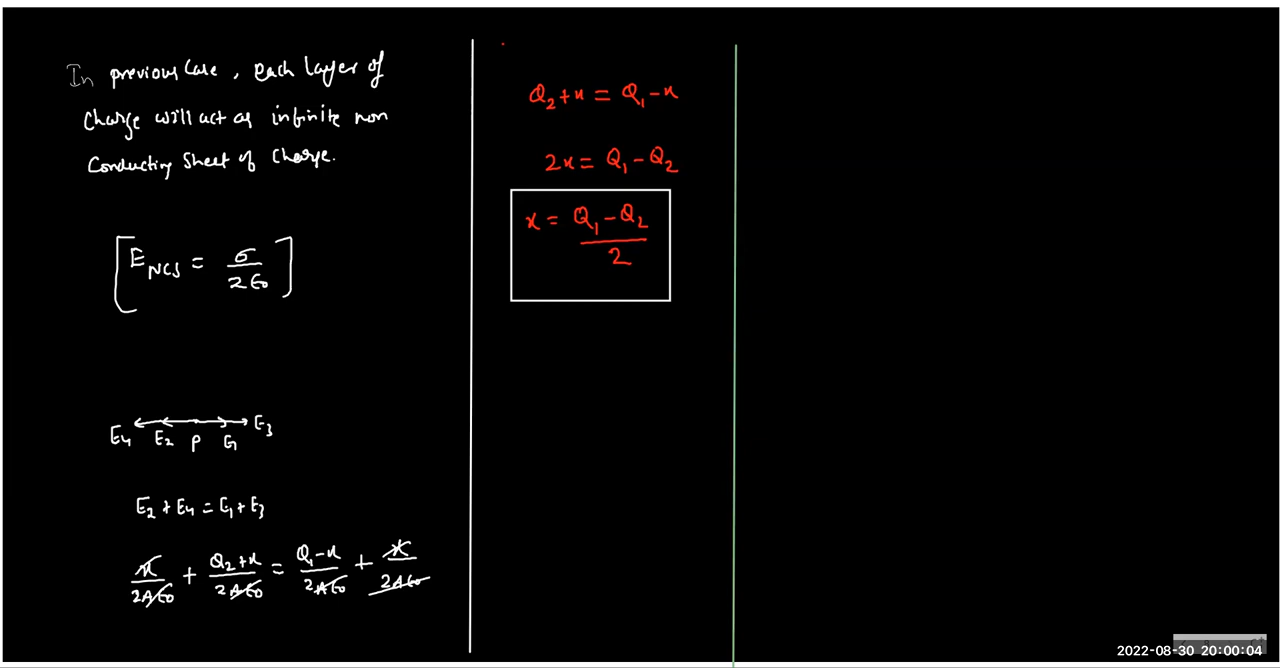 In previous Case, each layer of
Charge will act as infinite non
Conducting Sheet of Charge.
[E_NCS = σ / 2ε₀]
E₄ E₂ P E₁ E₃
E₂ + E₄ = E₁ + E₃
x / 2Aε₀ + Q₂+x / 2Aε₀ = Q₁-x / 2Aε₀ + x / 2Aε₀
Q₂+x = Q₁-x
2x = Q₁-Q₂
x = Q₁-Q₂ / 2
2022-08-30 20:00:04